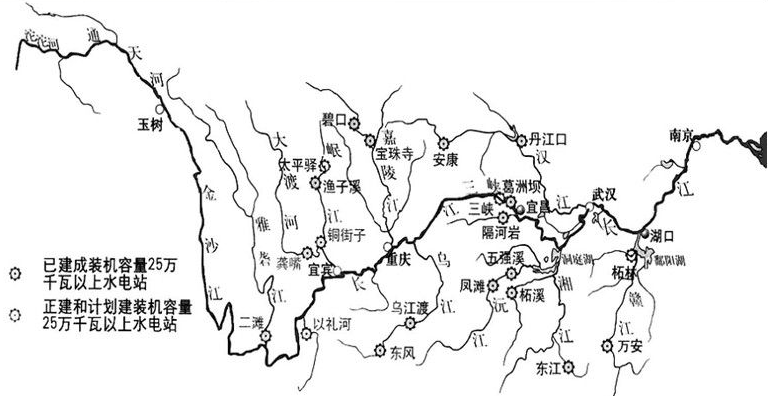 沱沱河
通天河
玉树
金沙江
雅砻江
大渡河
岷江
嘉陵江
碧口
宝珠寺
太平驿
渔子溪
铜街子
龚嘴
宜宾
重庆
长江
二滩
以礼河
乌江
乌江渡
东风
安康
丹江口
汉江
三峡
葛洲坝
三峡
宜昌
隔河岩
五强溪
凤滩
柘溪
沅江
湘江
东江
洞庭湖
武汉
长江
湖口
柘林
鄱阳湖
赣江
万安
南京
已建成装机容量25万
千瓦以上水电站
正建和计划建装机容量
25万千瓦以上水电站